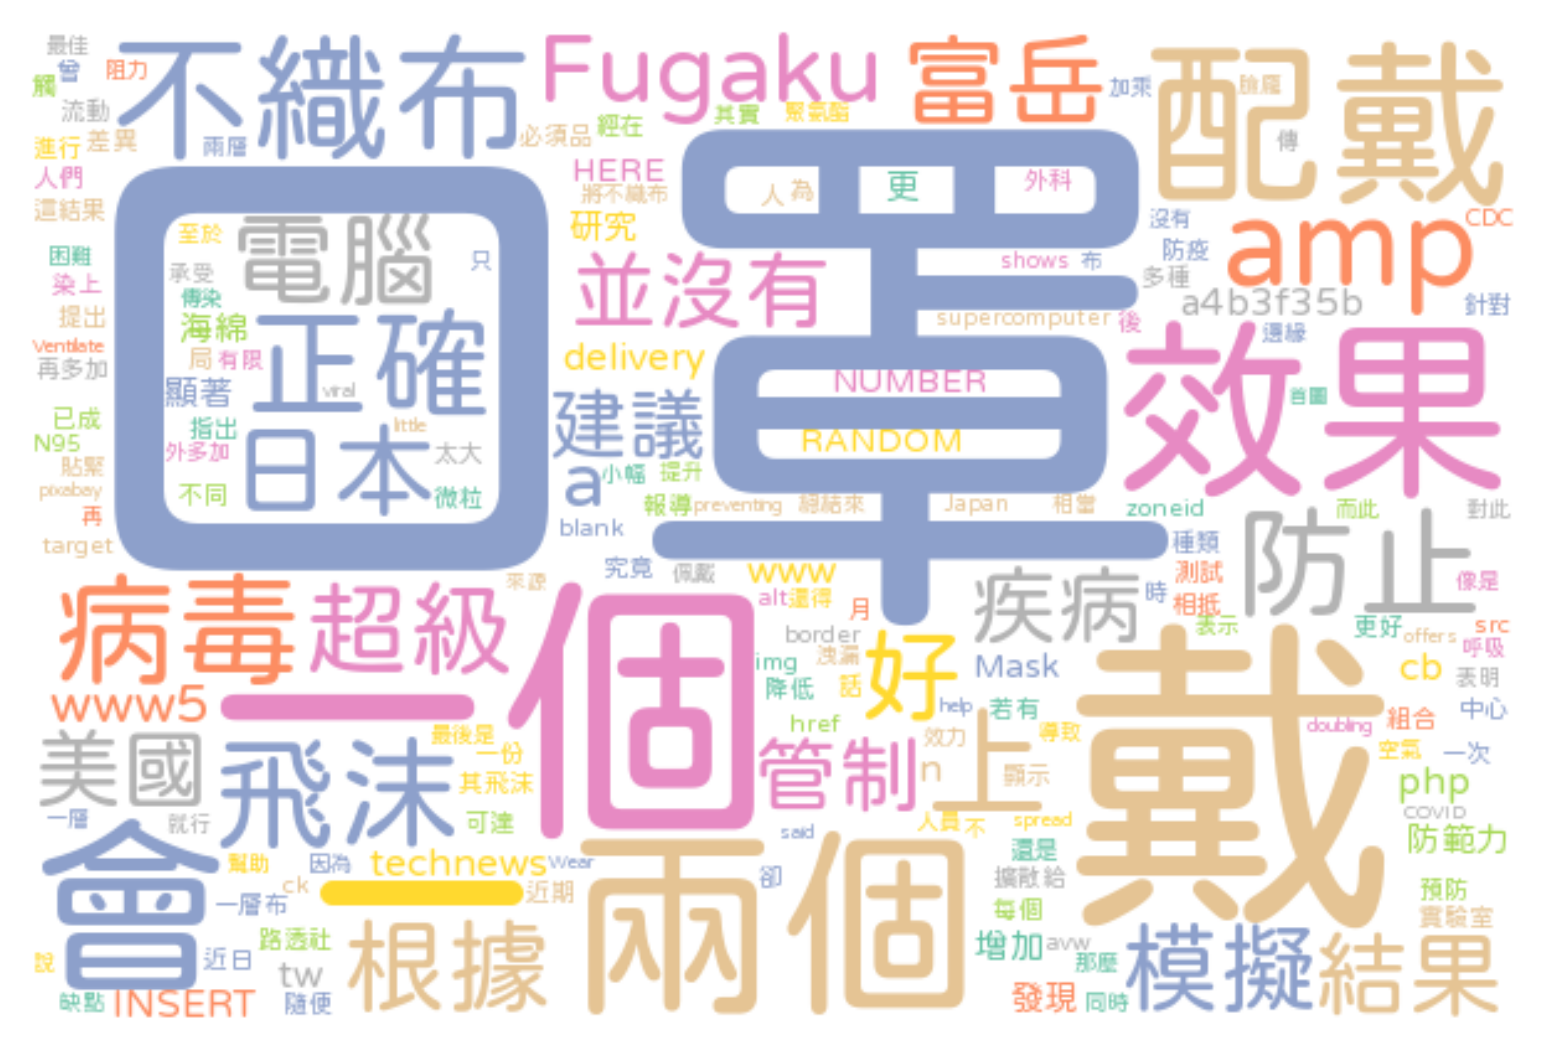 最佳
曾
阻力
觸
流動
進行
差異
不織布
兩層
Fugaku
其實
聚氨酯
必須品
經在
富岳
加乘
臉龐
配戴
傳
人們
這結果
HERE
將不織布
研究
人為
更
外科
口罩
沒有
防疫
amp
CDC
至於
電腦
只
承受
傳染
海綿
正確
局
有限
顯著
viral
little
指出
外多加
日本
太大
不同
微粒
困難
染上
提出
Ventilate
再多加
已成
N95
貼緊
pixabay
再
target
並沒有
shows
布
多種
supercomputer
後
a4b3f35b
針對
邊緣
delivery
NUMBER
RANDOM
建議
a
小幅
提升
報導
preventing
總結來
Japan
相當
blank
效果
首圖
zoneid
而此
對此
究竟
佩戴
www
種類
防止
來源
病毒
超級
一個
alt
還得
月
疾病
時
測試
相抵
像是
border
表示
更好
offers
src
呼吸
img
洩漏
降低
話
好
Mask
cb
表明
www5
help
若有
href
戴
doubling
組合
中心
美國
飛沫
最後是
一份
其飛沫
管制
效力
n
上
導致
顯示
空氣
一次
php
COVID
一層
就行
可達
said
人員
不
spread
防範力
會
幫助
因為
technews
Wear
兩個
卻
還是
擴散給
ck
一
近期
一層布
每個
預防
實驗室
說
近日
路透社
tw
根據
增加
avw
那麼
模擬
結果
缺點
INSERT
隨便
發現
同時